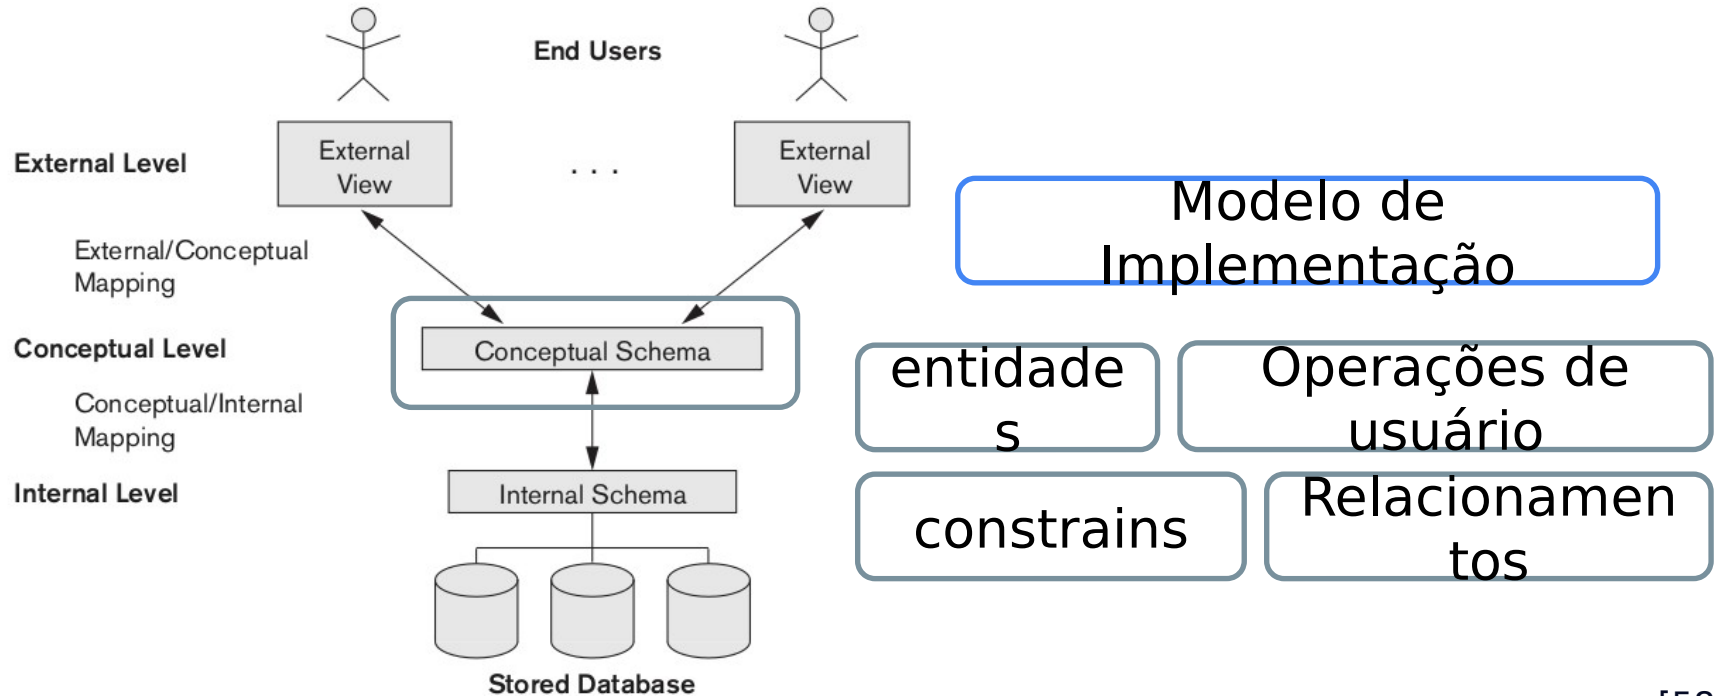 End Users
External Level
External
View
. . .
External
View
External/Conceptual
Mapping
Conceptual Level
Conceptual Schema
Conceptual/Internal
Mapping
Internal Level
Internal Schema
Stored Database
Modelo de
Implementação
entidade
s
Operações de
usuário
constrains
Relacionamen
tos